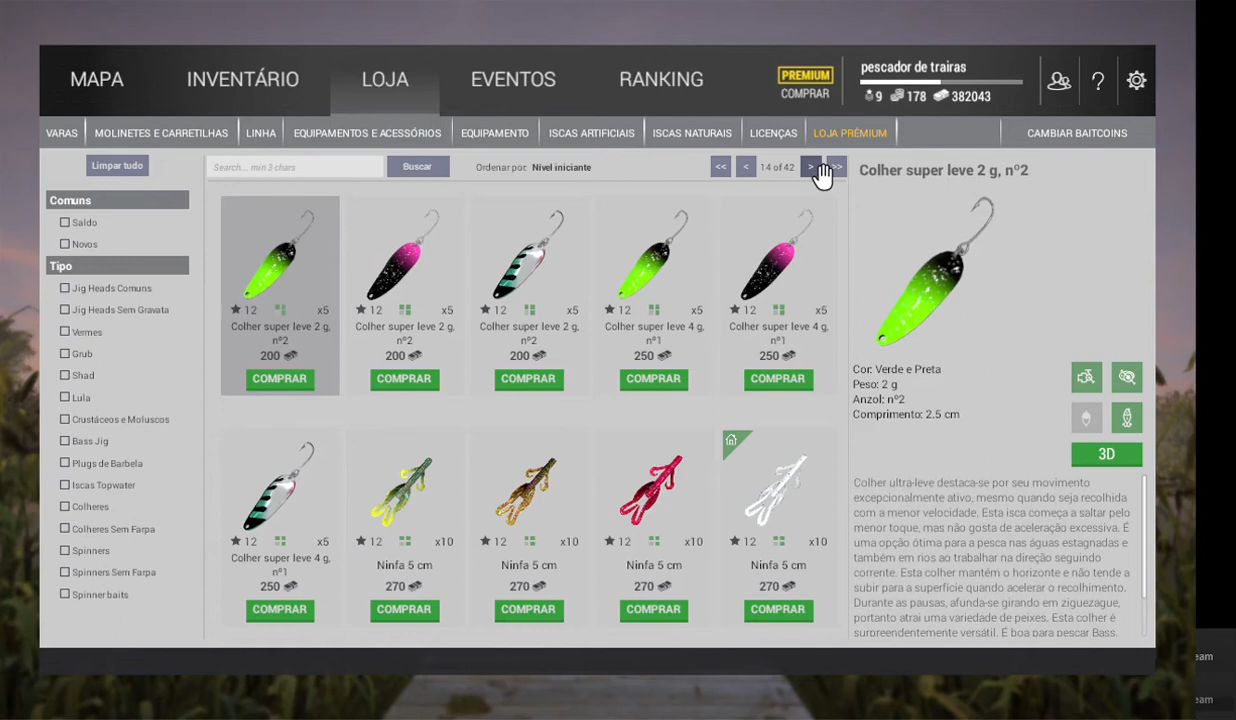 MAPA INVENTÁRIO LOJA EVENTOS RANKING
PREMIUM
COMPRAR
pescador de trairas
9 178 382043
?
VARAS MOLINETES E CARRETILHAS LINHA EQUIPAMENTOS E ACESSÓRIOS EQUIPAMENTO ISCAS ARTIFICIAIS ISCAS NATURAIS LICENÇAS LOJA PRÊMIUM CAMBIAR BAITCOINS
Limpar tudo
Search... min 3 chars Buscar Ordenar por: Nível iniciante << < 14 of 42 > >>
Comuns
Saldo
Novos
Tipo
Jig Heads Comuns
Jig Heads Sem Gravata
Vermes
Grub
Shad
Lula
Crustáceos e Moluscos
Bass Jig
Plugs de Barbela
Iscas Topwater
Colheres
Colheres Sem Farpa
Spinners
Spinners Sem Farpa
Spinnerbaits
12 x5 12 x5 12 x5 12 x5 12 x5
Colher super leve 2 g, Colher super leve 2 g, Colher super leve 2 g, Colher super leve 4 g, Colher super leve 4 g,
nº2 nº2 nº2 nº1 nº1
200 200 200 250 250
COMPRAR COMPRAR COMPRAR COMPRAR COMPRAR
12 x5 12 x10 12 x10 12 x10 12 x10
Colher super leve 4 g, Ninfa 5 cm Ninfa 5 cm Ninfa 5 cm Ninfa 5 cm
nº1
250 270 270 270 270
COMPRAR COMPRAR COMPRAR COMPRAR COMPRAR
Colher super leve 2 g, nº2
Cor: Verde e Preta
Peso: 2 g
Anzol: nº2
Comprimento: 2.5 cm
3D
Colher ultra-leve destaca-se por seu movimento
excepcionalmente ativo, mesmo quando seja recolhida
com a menor velocidade. Esta isca começa a saltar pelo
menor toque, mas não gosta de aceleração excessiva. É
uma opção ótima para a pesca nas águas estagnadas e
também em rios ao trabalhar na direção seguindo
corrente. Esta colher mantém o horizonte e não tende a
subir para a superfície quando acelerar o recolhimento.
Durante as pausas, afunda-se girando em ziguezague,
portanto atrai uma variedade de peixes. Esta colher é
surpreendentemente versátil. É boa para pescar Bass,
eam
eam